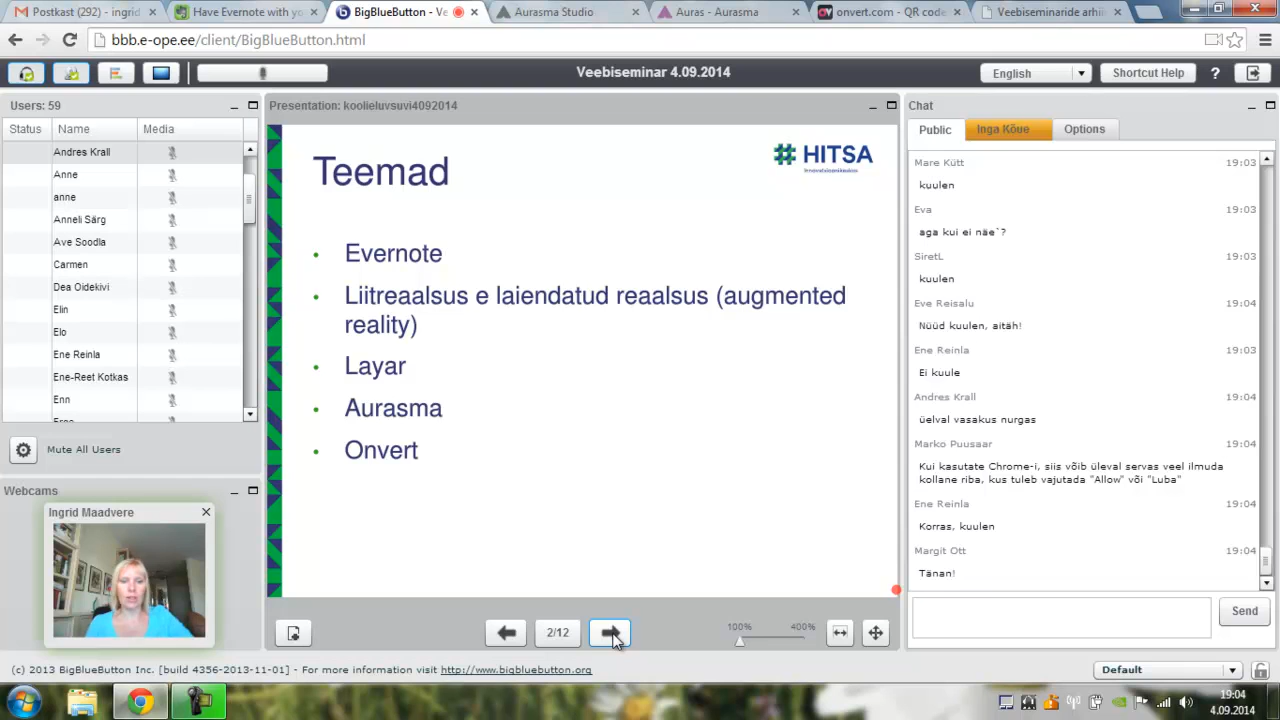 Postkast (292) - ingrid
Have Evernote with yo
BigBlueButton - Ve
Aurasma Studio
Auras - Aurasma
onvert.com - QR code
Veebiseminaride arhi
bbb.e-ope.ee/client/BigBlueButton.html
Veebiseminar 4.09.2014
English
Shortcut Help
?
Users: 59
Status Name Media
Andres Krall
Anne
anne
Anneli Särg
Ave Soodla
Carmen
Dea Oidekivi
Elin
Elo
Ene Reinla
Ene-Reet Kotkas
Enn
Mute All Users
Webcams
Ingrid Maadvere
Presentation: koolieluvsuvi4092014
HITSA
Innovatsioonikeskus
Teemad
• Evernote
• Liitreaalsus e laiendatud reaalsus (augmented
reality)
• Layar
• Aurasma
• Onvert
2/12
100% 400%
Chat
Public Inga Kõue Options
Mare Kütt 19:03
kuulen
Eva 19:03
aga kui ei näe`?
SiretL 19:03
kuulen
Eve Reisalu 19:04
Nüüd kuulen, aitäh!
Ene Reinla 19:03
Ei kuule
Andres Krall 19:04
üelval vasakus nurgas
Marko Puusaar 19:04
Kui kasutate Chrome-i, siis võib üleval servas veel ilmuda
kollane riba, kus tuleb vajutada "Allow" või "Luba"
Ene Reinla 19:04
Korras, kuulen
Margit Ott 19:04
Tänan!
Send
(c) 2013 BigBlueButton Inc. [build 4356-2013-11-01] - For more information visit http://www.bigbluebutton.org
Default
19:04
4.09.2014